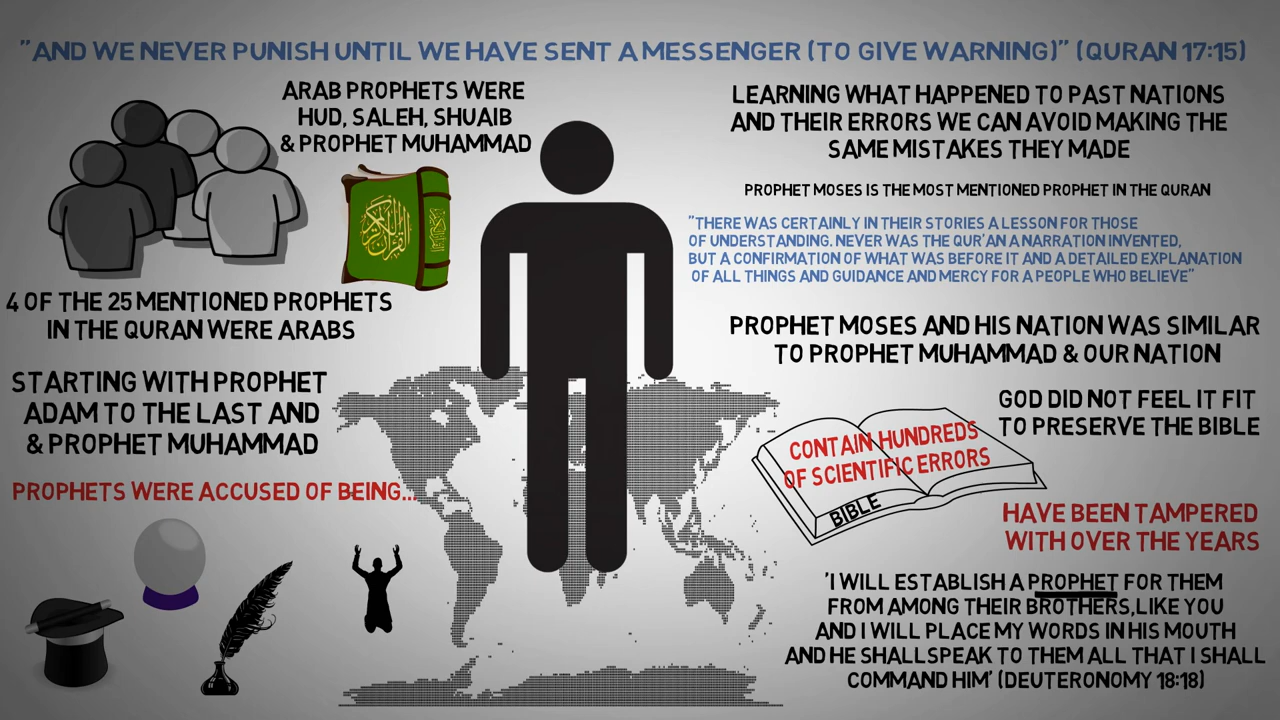 "AND WE NEVER PUNISH UNTIL WE HAVE SENT A MESSENGER (TO GIVE WARNING)" (QURAN 17:15)
ARAB PROPHETS WERE
HUD, SALEH, SHUAIB
& PROPHET MUHAMMAD
القرآن الكريم
4 OF THE 25 MENTIONED PROPHETS
IN THE QURAN WERE ARABS
STARTING WITH PROPHET
ADAM TO THE LAST AND
& PROPHET MUHAMMAD
PROPHETS WERE ACCUSED OF BEING...
LEARNING WHAT HAPPENED TO PAST NATIONS
AND THEIR ERRORS WE CAN AVOID MAKING THE
SAME MISTAKES THEY MADE
PROPHET MOSES IS THE MOST MENTIONED PROPHET IN THE QURAN
"THERE WAS CERTAINLY IN THEIR STORIES A LESSON FOR THOSE
OF UNDERSTANDING. NEVER WAS THE QUR'AN A NARRATION INVENTED,
BUT A CONFIRMATION OF WHAT WAS BEFORE IT AND A DETAILED EXPLANATION
OF ALL THINGS AND GUIDANCE AND MERCY FOR A PEOPLE WHO BELIEVE"
PROPHET MOSES AND HIS NATION WAS SIMILAR
TO PROPHET MUHAMMAD & OUR NATION
GOD DID NOT FEEL IT FIT
TO PRESERVE THE BIBLE
CONTAIN HUNDREDS
OF SCIENTIFIC ERRORS
BIBLE
HAVE BEEN TAMPERED
WITH OVER THE YEARS
'I WILL ESTABLISH A PROPHET FOR THEM
FROM AMONG THEIR BROTHERS,LIKE YOU
AND I WILL PLACE MY WORDS IN HIS MOUTH
AND HE SHALLSPEAK TO THEM ALL THAT I SHALL
COMMAND HIM' (DEUTERONOMY 18:18)